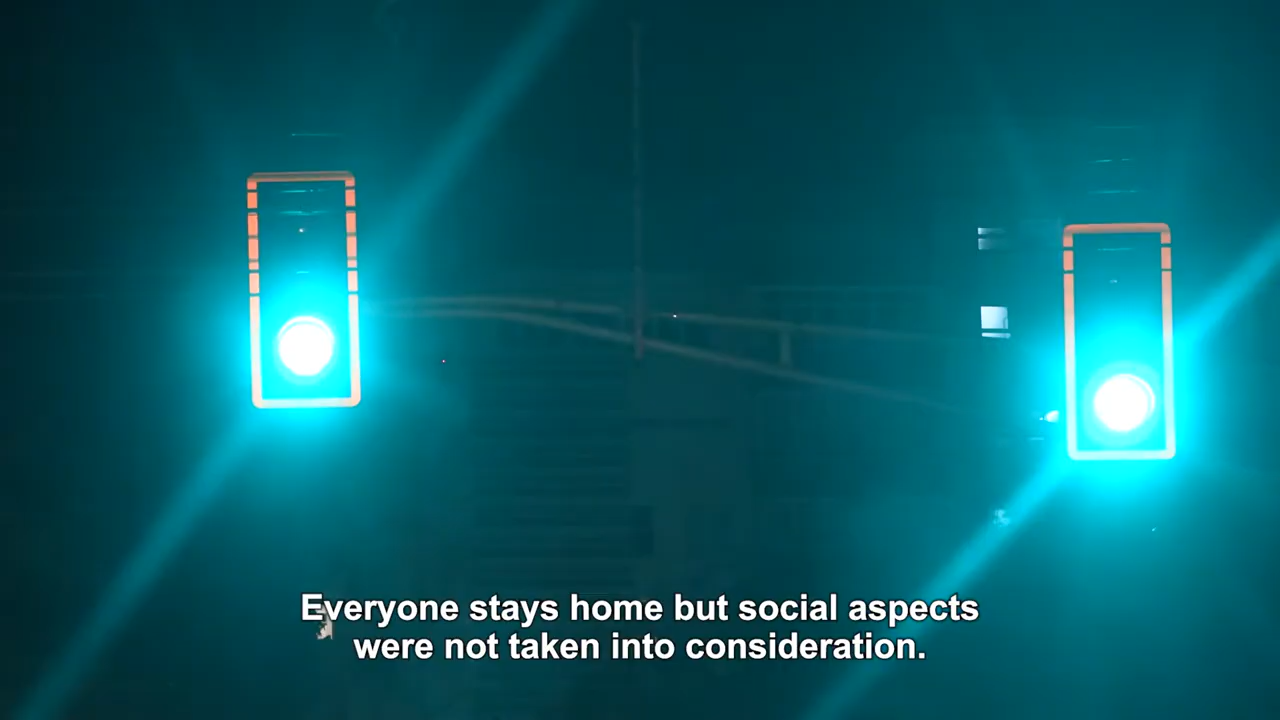 Everyone stays home but social aspects
were not taken into consideration.